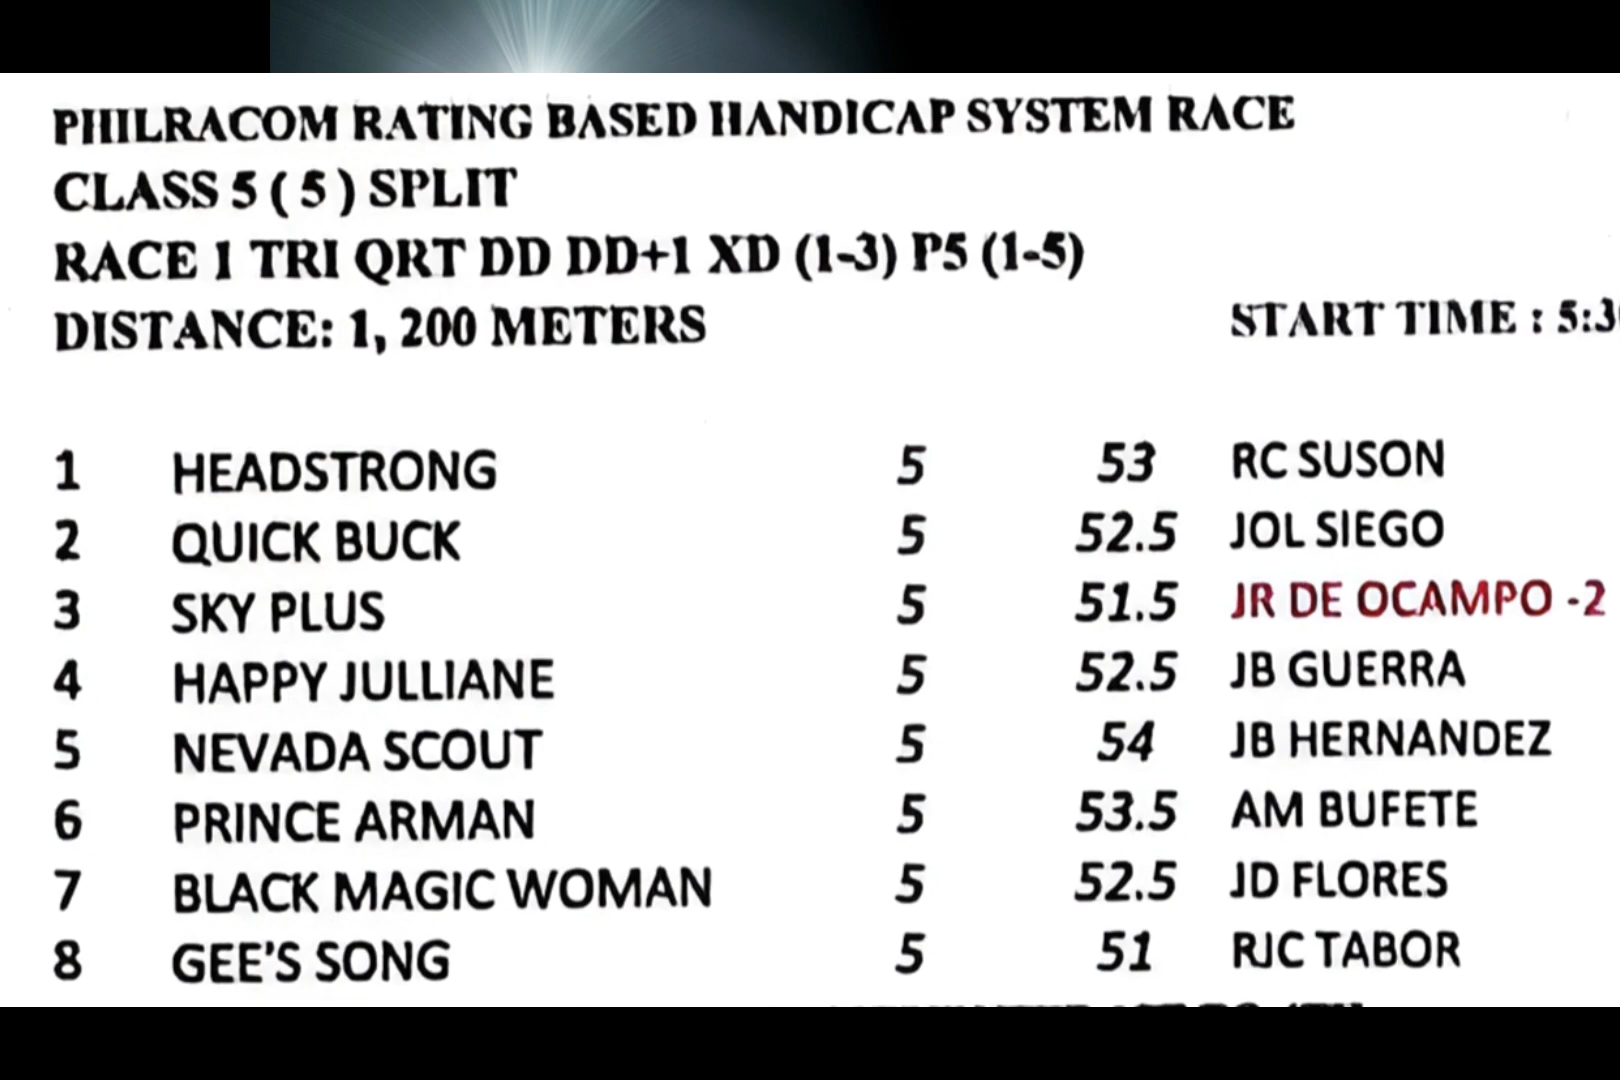 PHILRACOM RATING BASED HANDICAP SYSTEM RACE
CLASS 5 ( 5 ) SPLIT
RACE 1 TRI QRT DD DD+1 XD (1-3) P5 (1-5)
DISTANCE: 1, 200 METERS START TIME : 5:3
1 HEADSTRONG 5 53 RC SUSON
2 QUICK BUCK 5 52.5 JOL SIEGO
3 SKY PLUS 5 51.5 JR DE OCAMPO -2
4 HAPPY JULLIANE 5 52.5 JB GUERRA
5 NEVADA SCOUT 5 54 JB HERNANDEZ
6 PRINCE ARMAN 5 53.5 AM BUFETE
7 BLACK MAGIC WOMAN 5 52.5 JD FLORES
8 GEE'S SONG 5 51 RJC TABOR